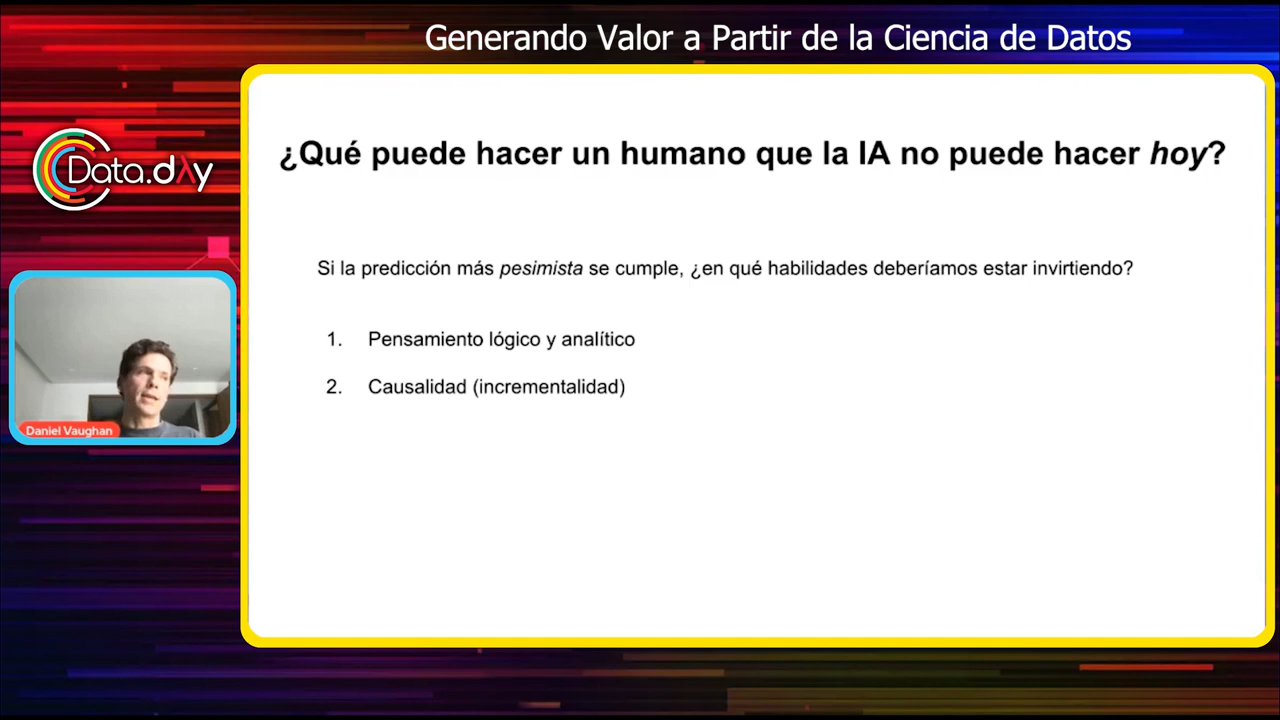 Generando Valor a Partir de la Ciencia de Datos
Data.dAy
¿Qué puede hacer un humano que la IA no puede hacer hoy?
Si la predicción más pesimista se cumple, ¿en qué habilidades deberíamos estar invirtiendo?
1. Pensamiento lógico y analítico
2. Causalidad (incrementalidad)
Daniel Vaughan